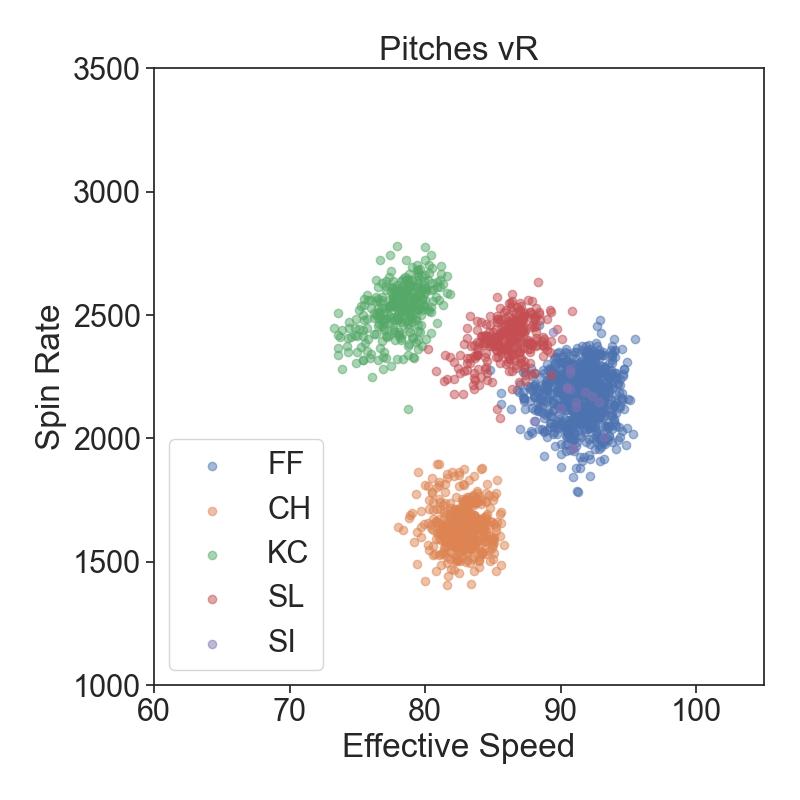 Pitches vR
3500
3000
2500
2000
1500
1000
Spin Rate
FF
CH
KC
SL
SI
60 70 80 90 100
Effective Speed